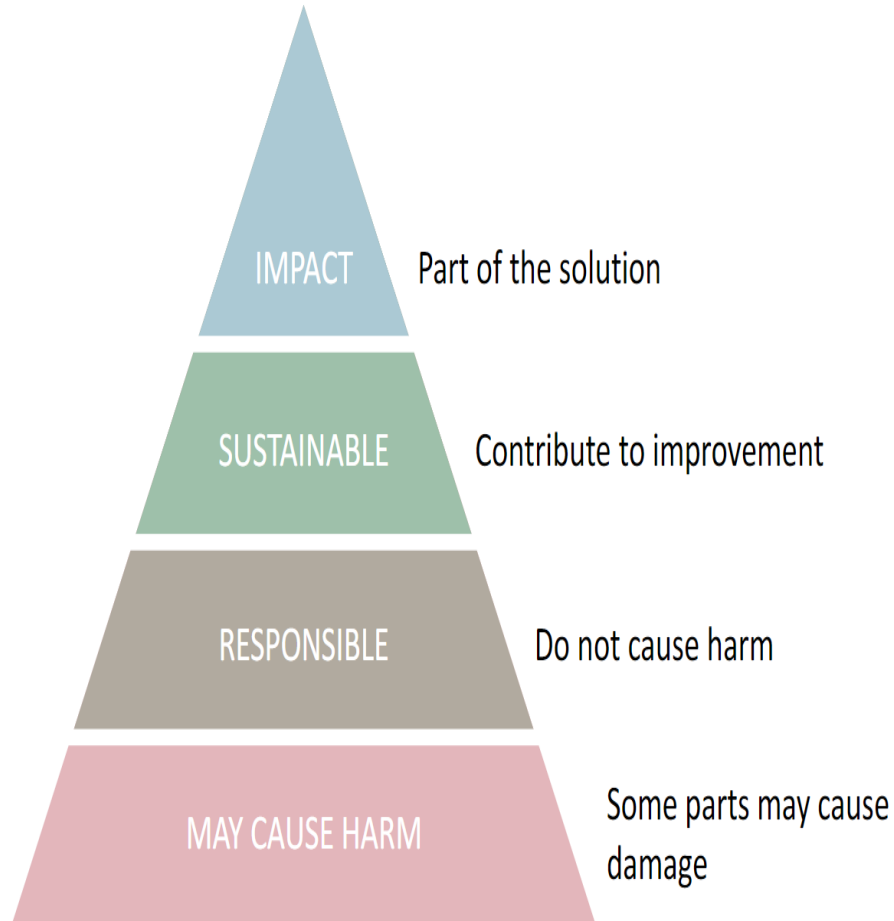 IMPACT
Part of the solution
SUSTAINABLE
Contribute to improvement
RESPONSIBLE
Do not cause harm
MAY CAUSE HARM
Some parts may cause
damage